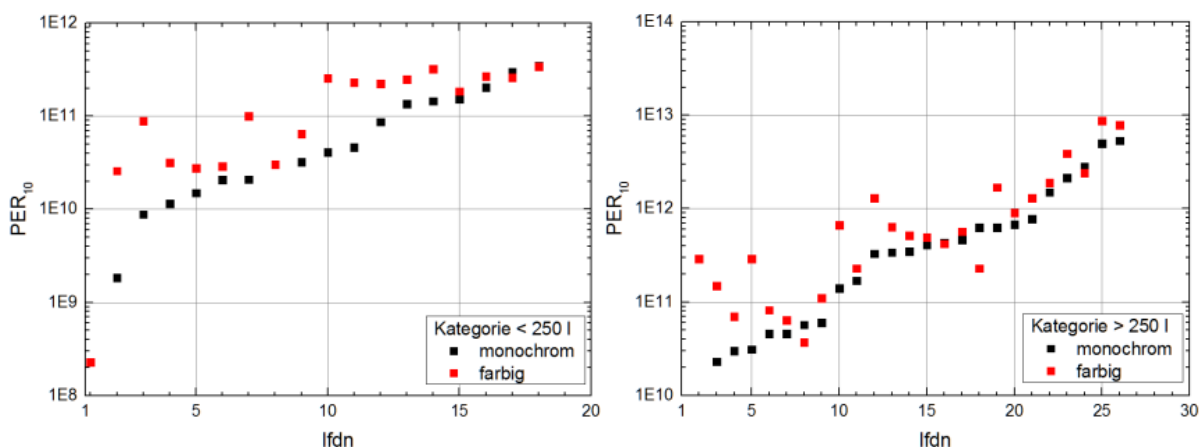 1E12
1E11
1E10
1E9
1E8
PER10
1
5
10
15
20
lfdn
Kategorie < 250 l
monochrom
farbig
1E14
1E13
1E12
1E11
1E10
PER10
1
5
10
15
20
25
30
lfdn
Kategorie > 250 l
monochrom
farbig